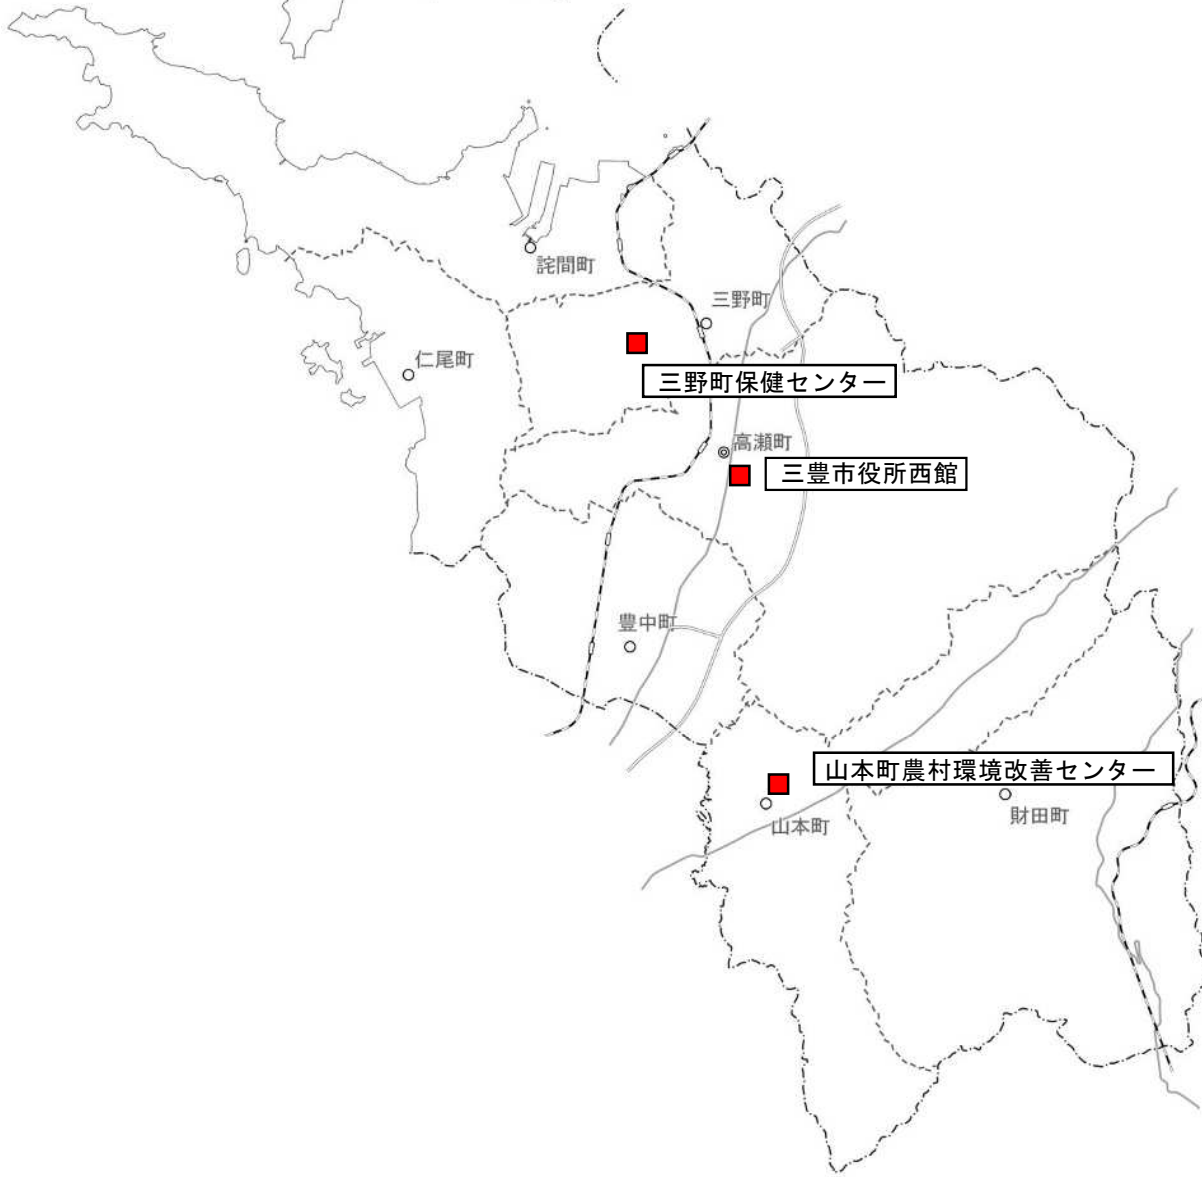 詫間町
三野町
仁尾町
三野町保健センター
高瀬町
三豊市役所西館
豊中町
山本町農村環境改善センター
財田町
山本町